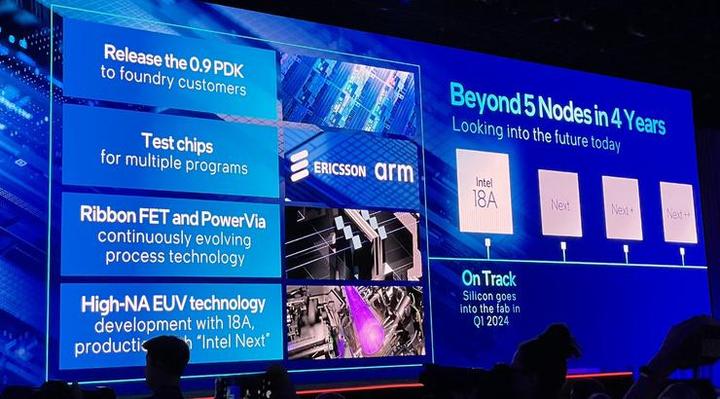 Release the 0.9 PDK
to foundry customers
Test chips
for multiple programs
ERICSSON arm
Ribbon FET and PowerVia
continuously evolving
process technology
High-NA EUV technology
development with 18A,
"Intel Next"
Beyond 5 Nodes in 4 Years
Looking into the future today
Intel
18A
Next
Next +
Next ++
On Track
Silicon goes
into the fab in
Q1 2024